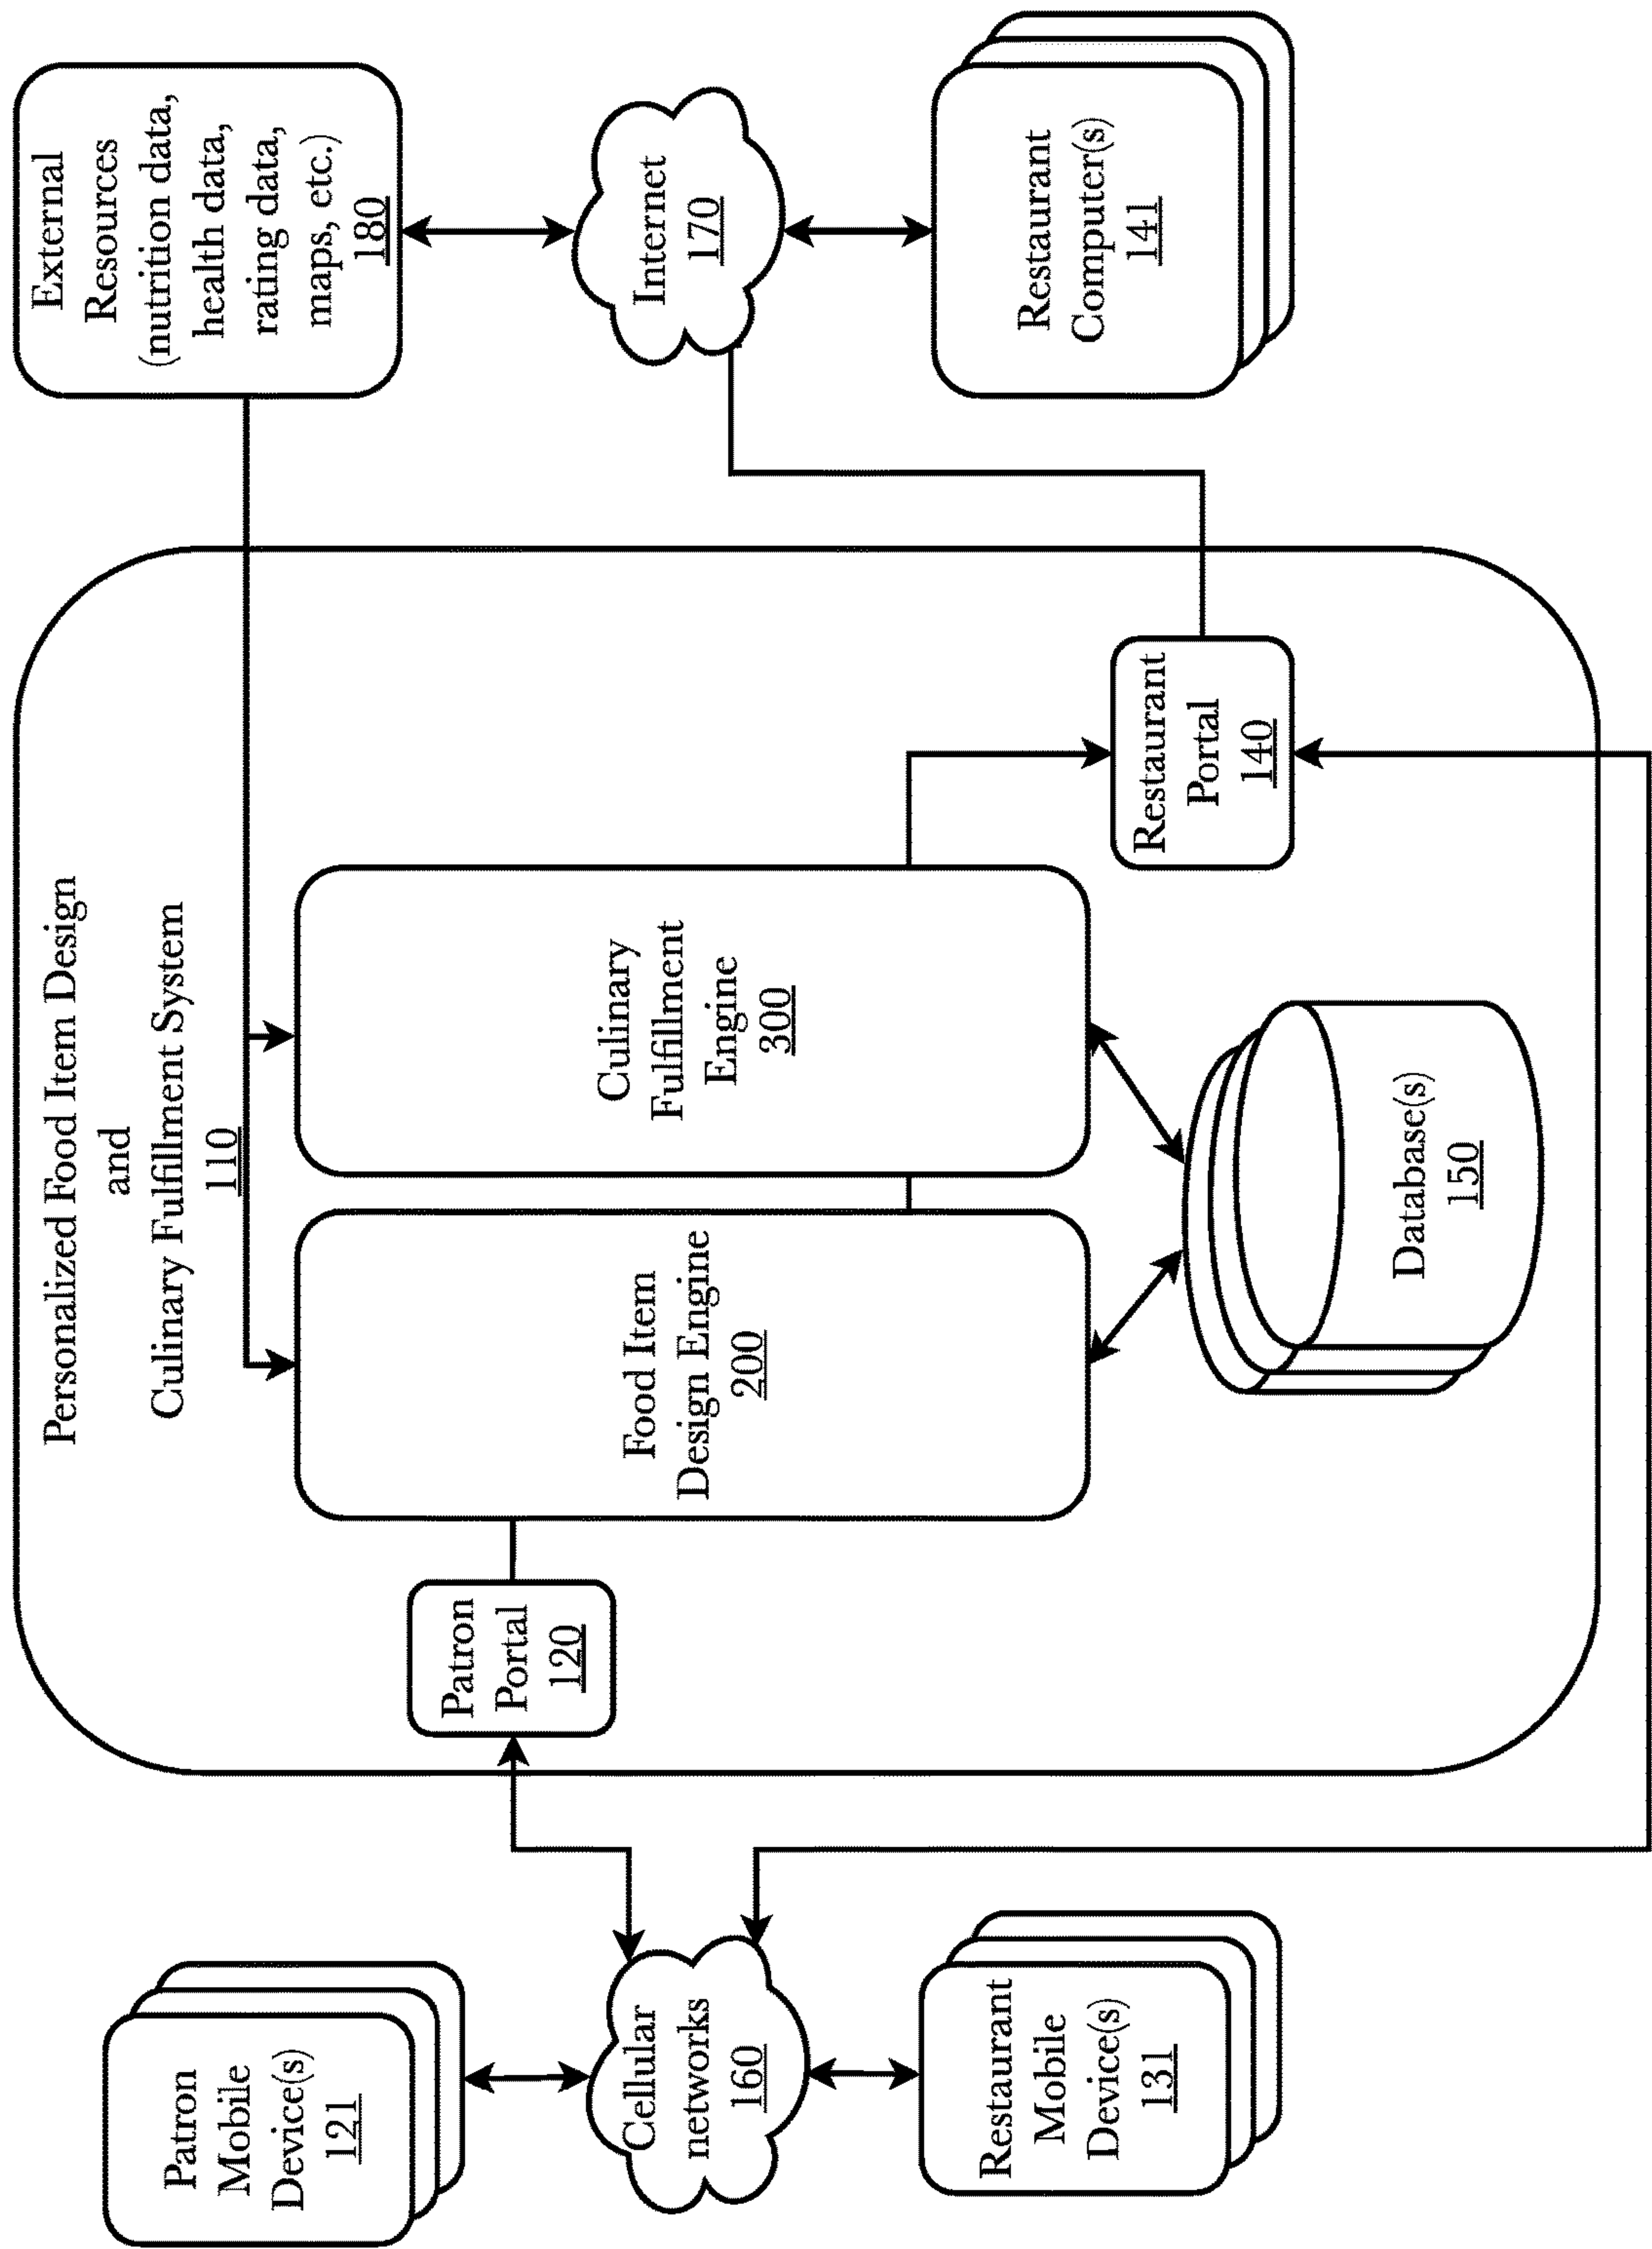 Personalized Food Item Design
and
Culinary Fulfillment System
110
Patron
Mobile
Device(s)
121
Cellular
networks
160
Restaurant
Mobile
Device(s)
131
Patron
Portal
120
Food Item
Design Engine
200
Culinary
Fulfillment
Engine
300
Database(s)
150
Restaurant
Portal
140
External
Resources
(nutrition data,
health data,
rating data,
maps, etc.)
180
Internet
170
Restaurant
Computer(s)
141